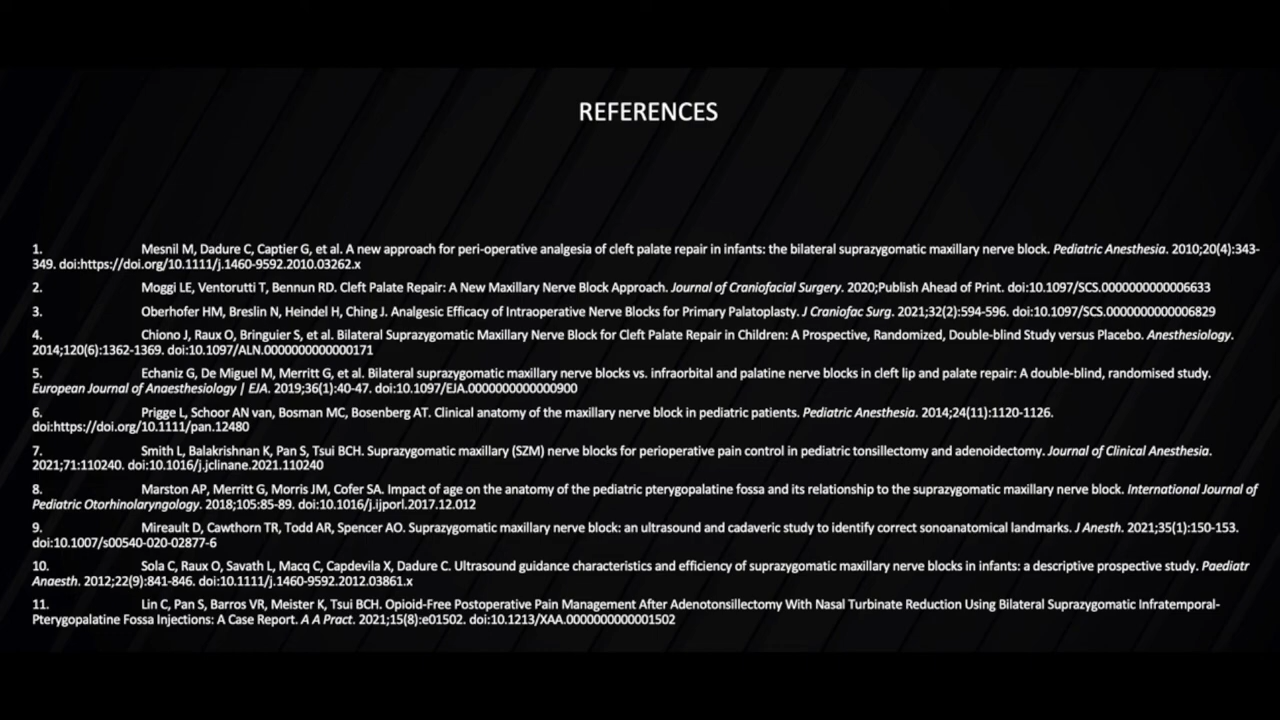 REFERENCES
1. Mesnil M, Dadure C, Captier G, et al. A new approach for peri-operative analgesia of cleft palate repair in infants: the bilateral suprazygomatic maxillary nerve block. Pediatric Anesthesia. 2010;20(4):343-
349. doi:https://doi.org/10.1111/j.1460-9592.2010.03262.x
2. Moggi LE, Ventorutti T, Bennun RD. Cleft Palate Repair: A New Maxillary Nerve Block Approach. Journal of Craniofacial Surgery. 2020;Publish Ahead of Print. doi:10.1097/SCS.0000000000006633
3. Oberhofer HM, Breslin N, Heindel H, Ching J. Analgesic Efficacy of Intraoperative Nerve Blocks for Primary Palatoplasty. J Craniofac Surg. 2021;32(2):594-596. doi:10.1097/SCS.0000000000006829
4. Chiono J, Raux O, Bringuier S, et al. Bilateral Suprazygomatic Maxillary Nerve Block for Cleft Palate Repair in Children: A Prospective, Randomized, Double-blind Study versus Placebo. Anesthesiology.
2014;120(6):1362-1369. doi:10.1097/ALN.0000000000000171
5. Echaniz G, De Miguel M, Merritt G, et al. Bilateral suprazygomatic maxillary nerve blocks vs. infraorbital and palatine nerve blocks in cleft lip and palate repair: A double-blind, randomised study.
European Journal of Anaesthesiology | EJA. 2019;36(1):40-47. doi:10.1097/EJA.0000000000000900
6. Prigge L, Schoor AN van, Bosman MC, Bosenberg AT. Clinical anatomy of the maxillary nerve block in pediatric patients. Pediatric Anesthesia. 2014;24(11):1120-1126.
doi:https://doi.org/10.1111/pan.12480
7. Smith L, Balakrishnan K, Pan S, Tsui BCH. Suprazygomatic maxillary (SZM) nerve blocks for perioperative pain control in pediatric tonsillectomy and adenoidectomy. Journal of Clinical Anesthesia.
2021;71:110240. doi:10.1016/j.jclinane.2021.110240
8. Marston AP, Merritt G, Morris JM, Cofer SA. Impact of age on the anatomy of the pediatric pterygopalatine fossa and its relationship to the suprazygomatic maxillary nerve block. International Journal of
Pediatric Otorhinolaryngology. 2018;105:85-89. doi:10.1016/j.ijporl.2017.12.012
9. Mireault D, Cawthorn TR, Todd AR, Spencer AO. Suprazygomatic maxillary nerve block: an ultrasound and cadaveric study to identify correct sonoanatomical landmarks. J Anesth. 2021;35(1):150-153.
doi:10.1007/s00540-020-02877-6
10. Sola C, Raux O, Savath L, Macq C, Capdevila X, Dadure C. Ultrasound guidance characteristics and efficiency of suprazygomatic maxillary nerve blocks in infants: a descriptive prospective study. Paediatr
Anaesth. 2012;22(9):841-846. doi:10.1111/j.1460-9592.2012.03861.x
11. Lin C, Pan S, Barros VR, Meister K, Tsui BCH. Opioid-Free Postoperative Pain Management After Adenotonsillectomy With Nasal Turbinate Reduction Using Bilateral Suprazygomatic Infratemporal-
Pterygopalatine Fossa Injections: A Case Report. A A Pract. 2021;15(8):e01502. doi:10.1213/XAA.0000000000001502